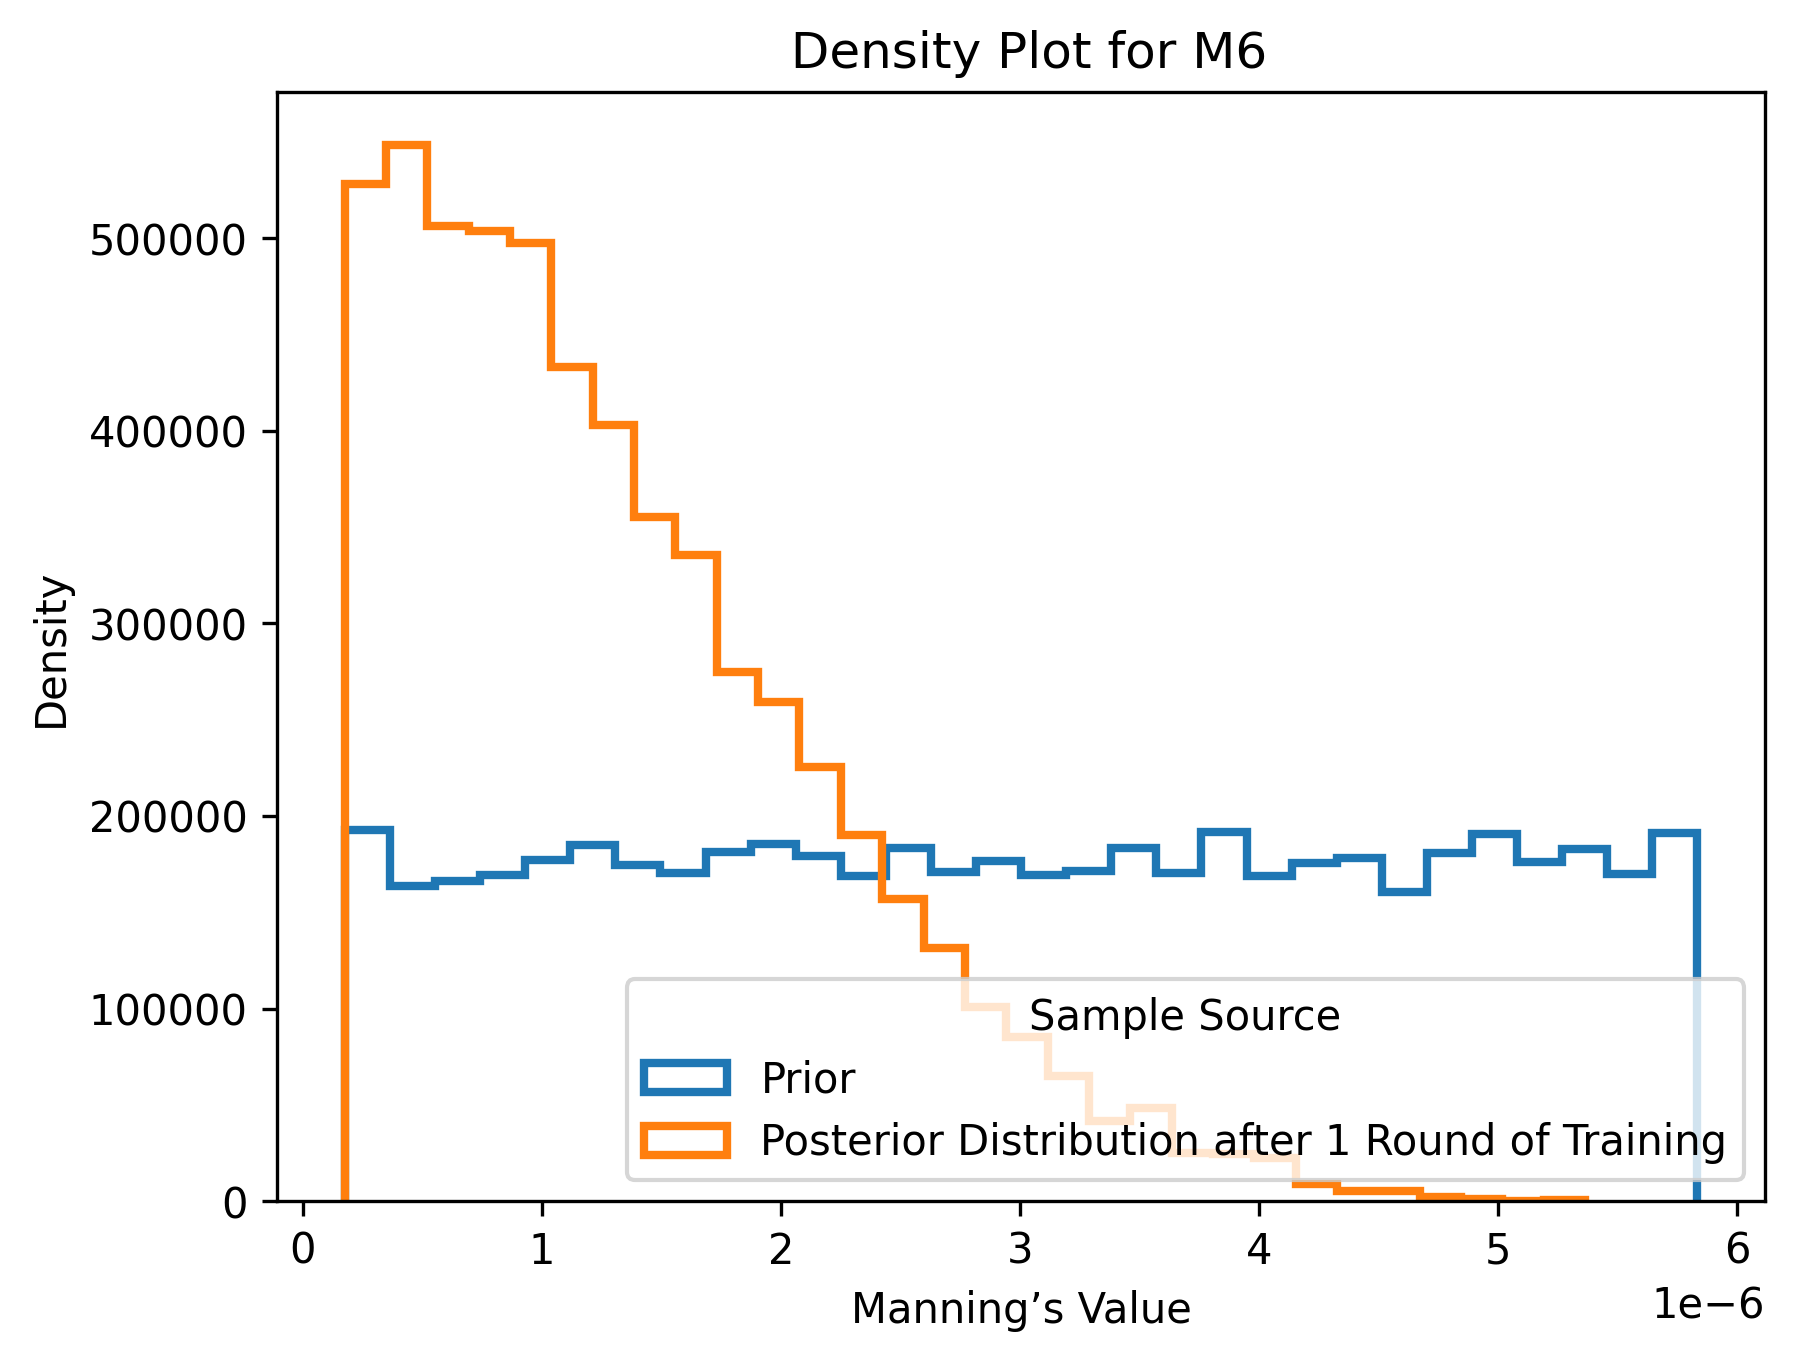 Density Plot for M6
500000
400000
300000
200000
100000
0
Density
Sample Source
Prior
Posterior Distribution after 1 Round of Training
0 1 2 3 4 5 6
1e−6
Manning’s Value